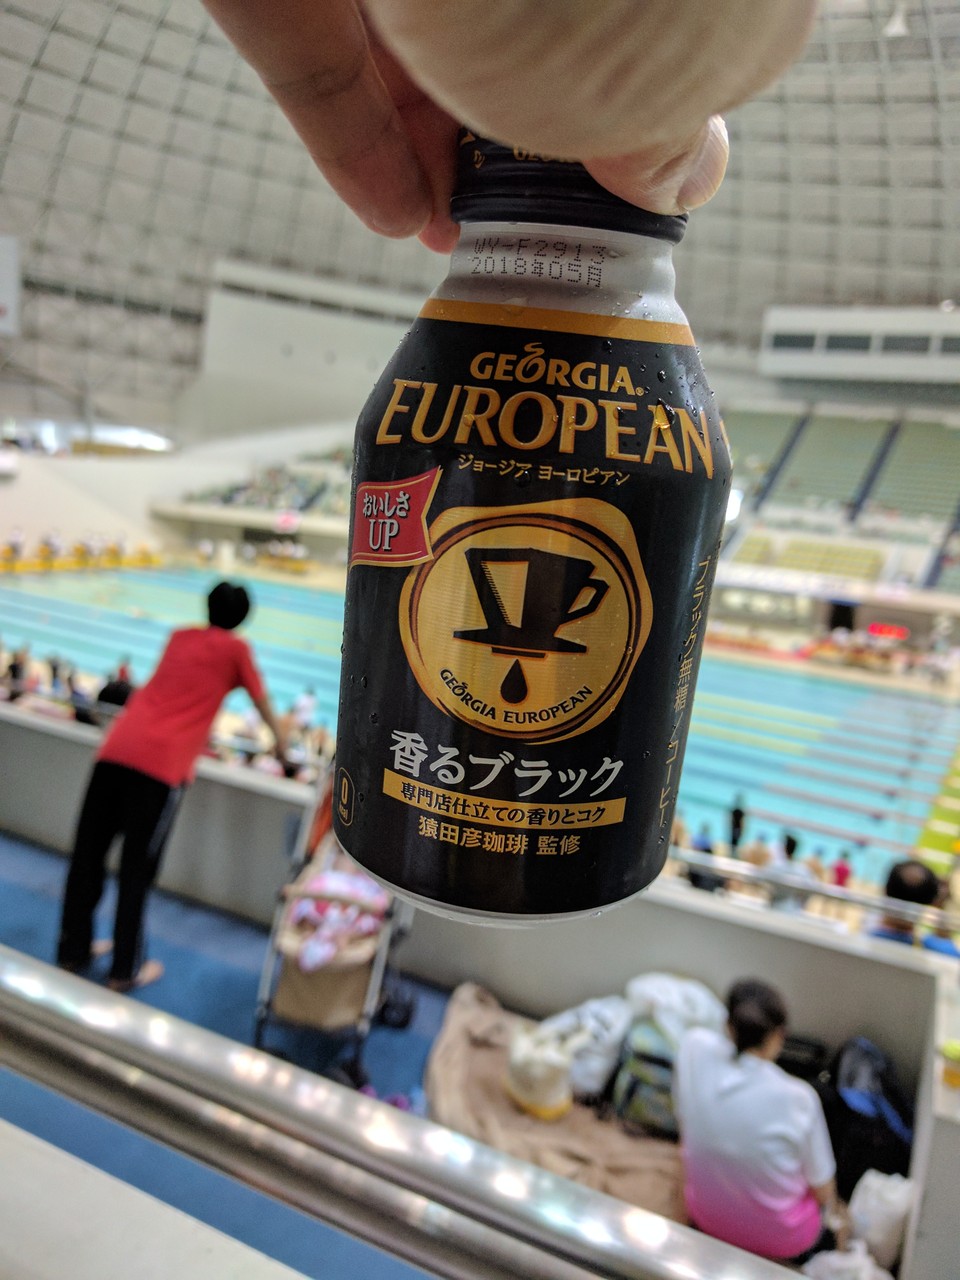 WY-F2913
2018年05月
GEORGIA®
EUROPEAN
ジョージア ヨーロピアン
おいしさ
UP
GEORGIA EUROPEAN
香るブラック
専門店仕立ての香りとコク
猿田彦珈琲 監修
0
kcal
ブラック無糖/コーヒー